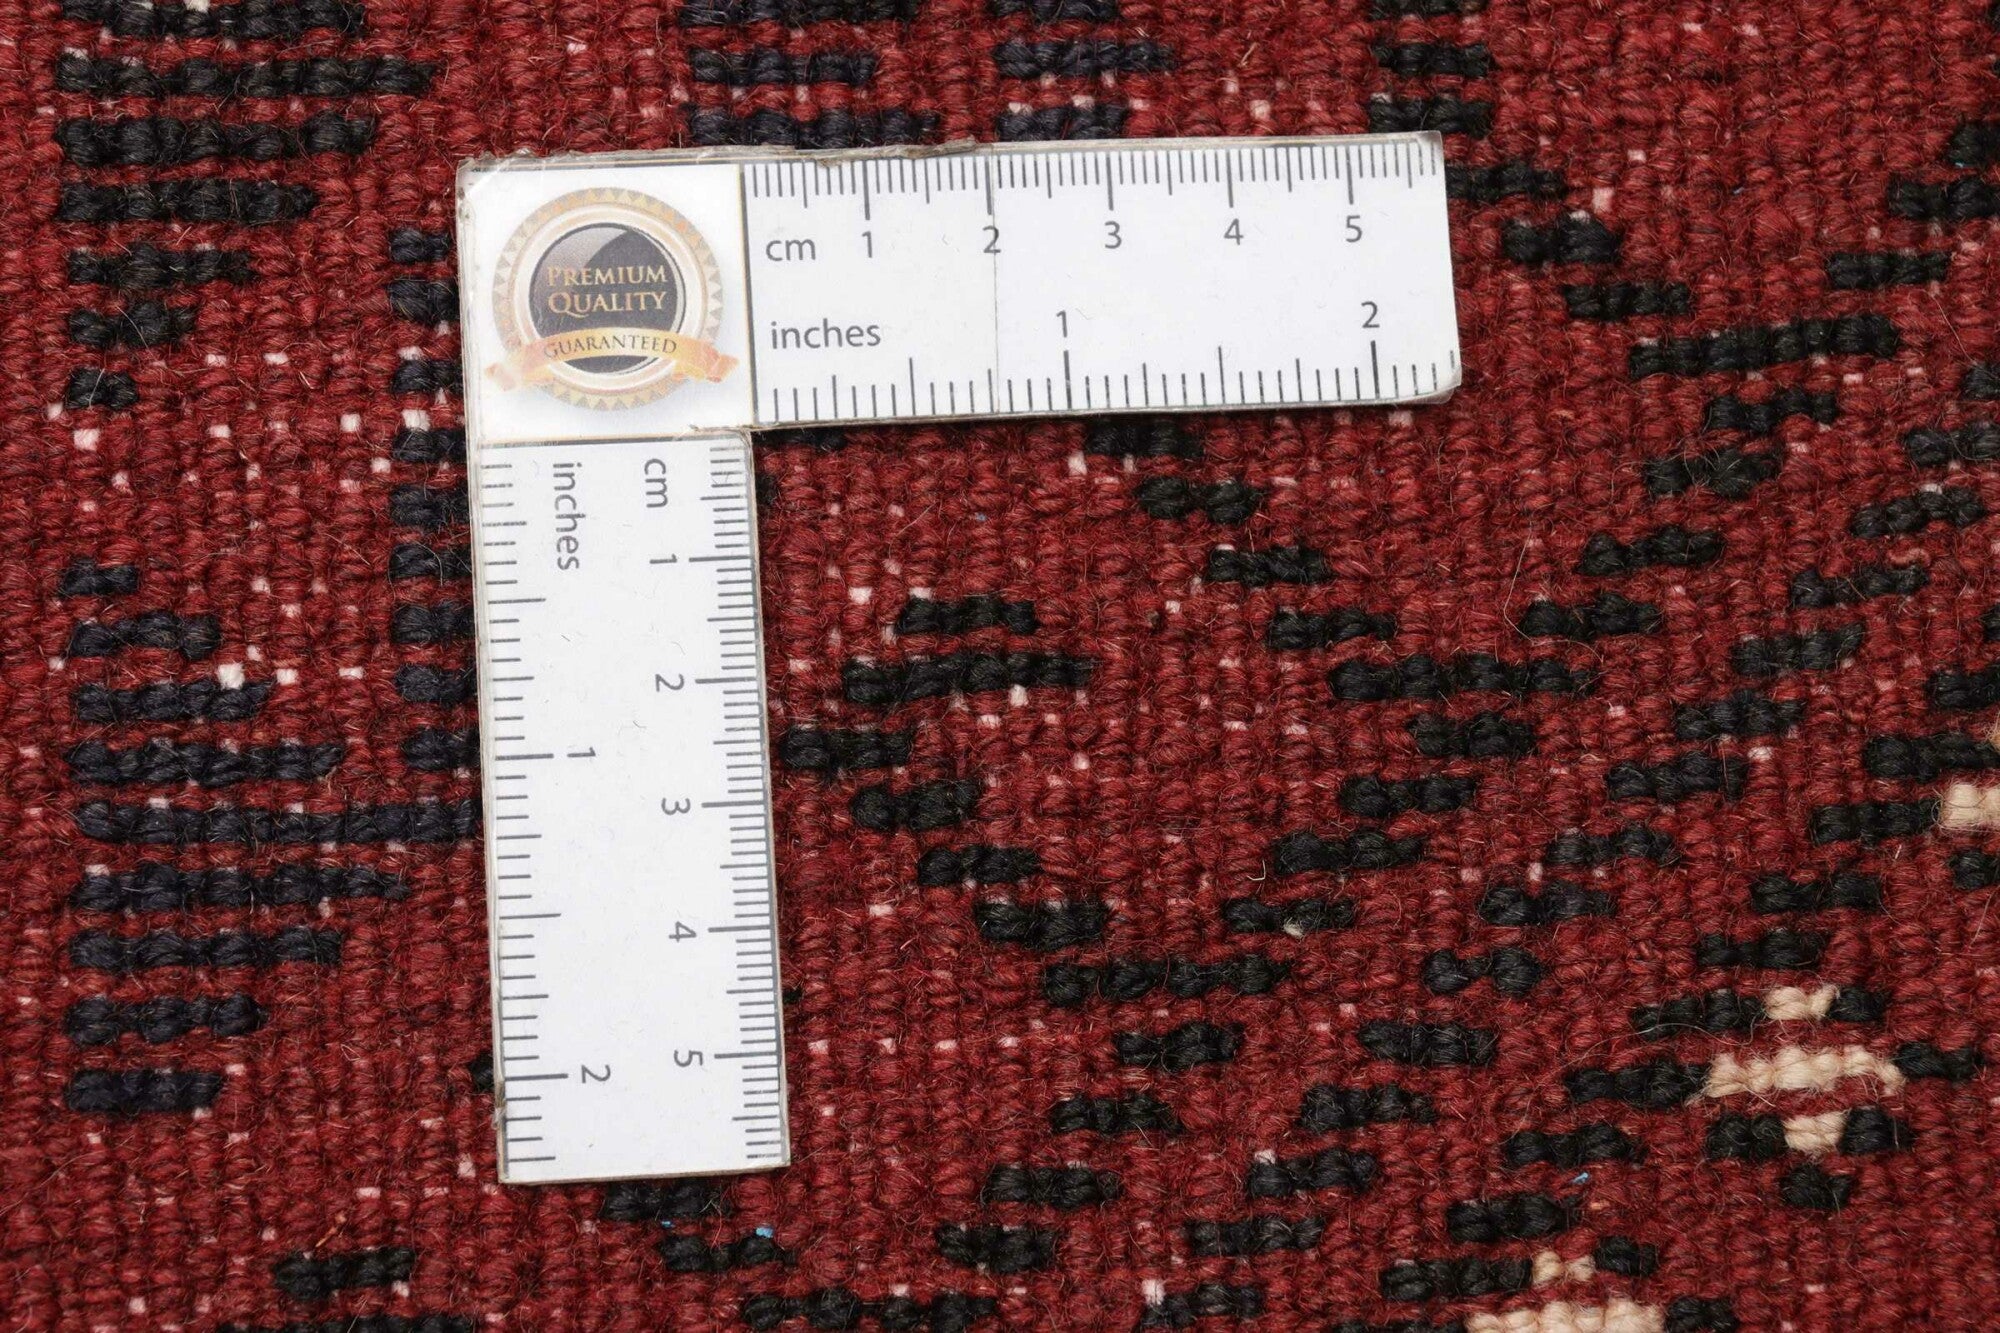 PREMIUM
QUALITY
GUARANTEED
cm 1 2 3 4 5
inches 1 2
cm 1 2 3 4 5
inches 1 2